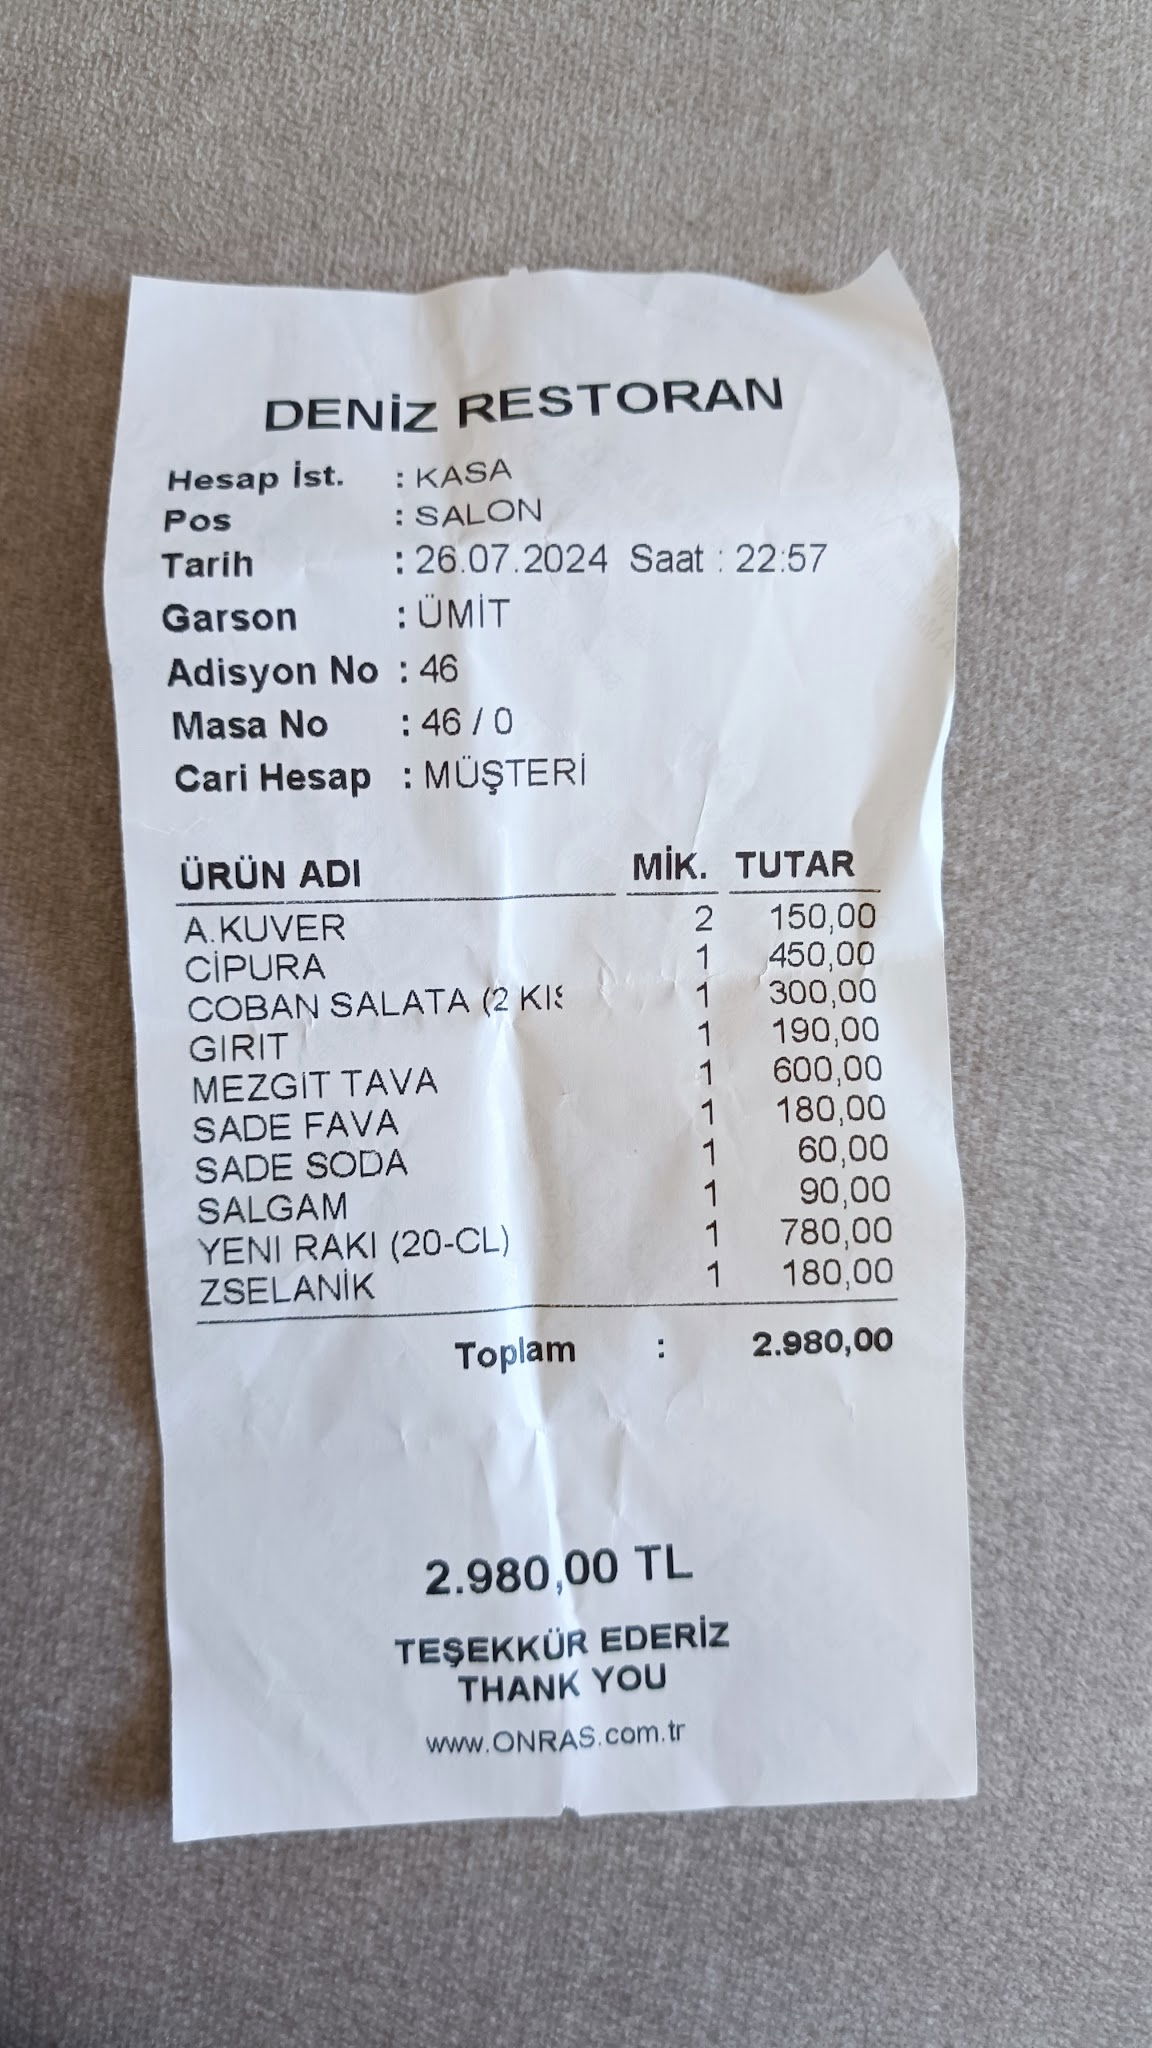 DENİZ RESTORAN
Hesap İst. : KASA
Pos : SALON
Tarih : 26.07.2024 Saat : 22:57
Garson : ÜMİT
Adisyon No : 46
Masa No : 46 / 0
Cari Hesap : MÜŞTERİ
ÜRÜN ADI MİK. TUTAR
A.KUVER 2 150,00
CİPURA 1 450,00
COBAN SALATA (2 KIŞ 1 300,00
GIRIT 1 190,00
MEZGİT TAVA 1 600,00
SADE FAVA 1 180,00
SADE SODA 1 60,00
SALGAM 1 90,00
YENI RAKI (20-CL) 1 780,00
ZSELANİK 1 180,00
Toplam : 2.980,00
2.980,00 TL
TEŞEKKÜR EDERİZ
THANK YOU
www.ONRAS.com.tr